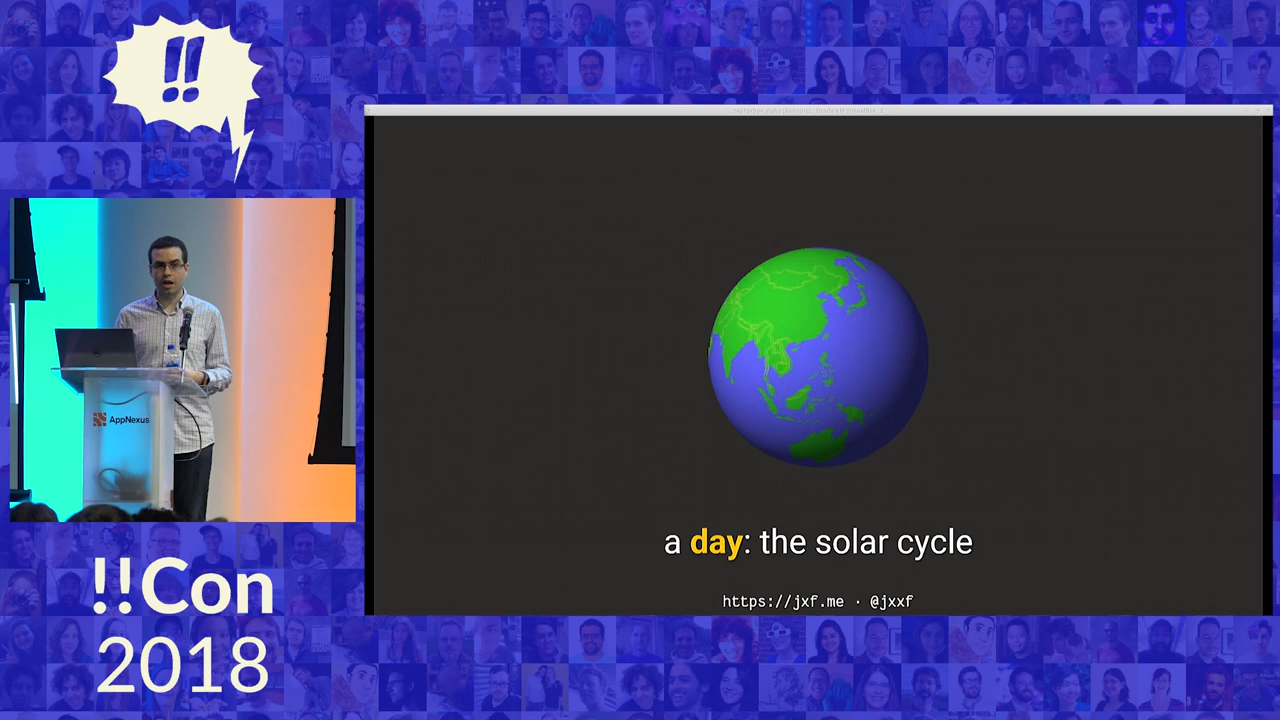 !!
AppNexus
!!Con
2018
a day: the solar cycle
https://jxf.me · @jxxf